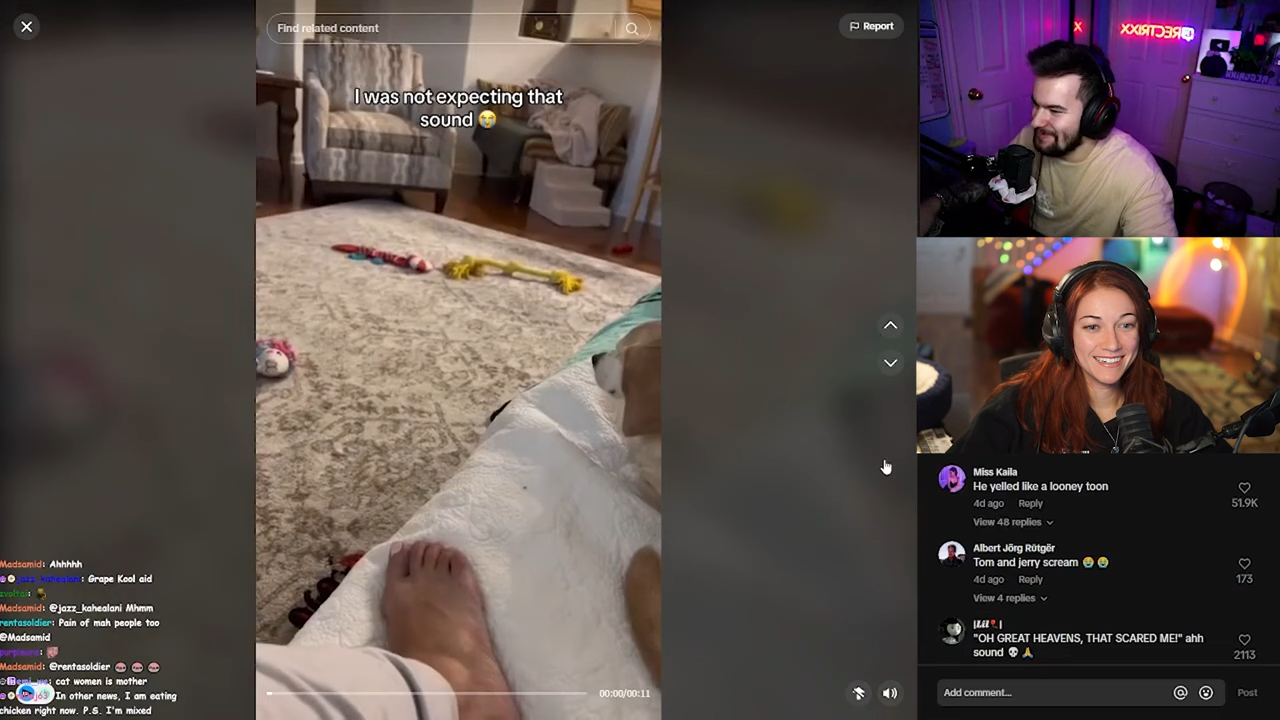 Find related content
Report
I was not expecting that
sound 😭
Miss Kaila
He yelled like a looney toon
4d ago Reply
51.9K
View 48 replies
Albert Jörg Rütgër
Tom and jerry scream 😭 😭
4d ago Reply
173
View 4 replies
"OH GREAT HEAVENS, THAT SCARED ME!" ahh
sound 💀 🙏
2113
Add comment...
Post
00:00/00:11
Madsamid: Ahhhhh
jazz_kahealani: Grape Kool aid
Madsamid: @jazz_kahealani Mhmm
rentasoldier: Pain of mah people too
@Madsamid
Madsamid: @rentasoldier
cat women is mother
In other news, I am eating
chicken right now. P.S. I'm mixed